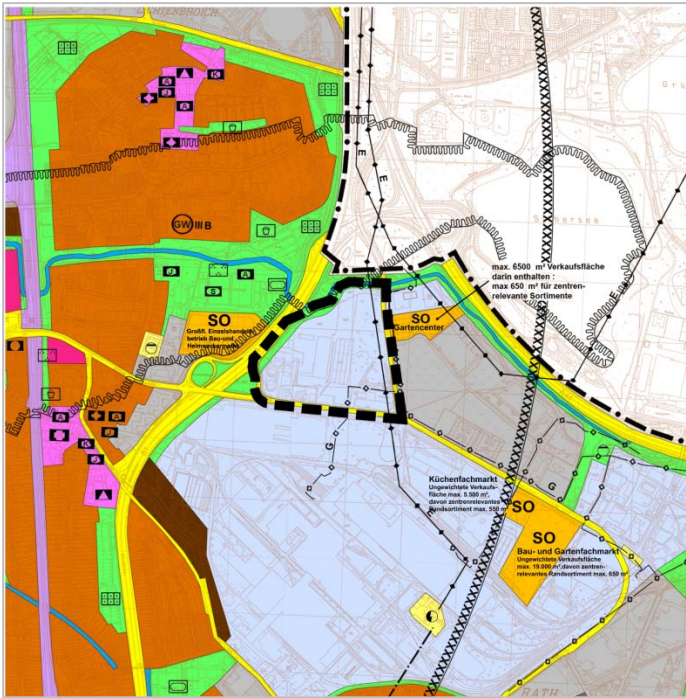 LICHTENBROICH
K
A
J
A
E
E
GW III B
max. 6500 m² Verkaufsfläche
darin enthalten :
max 650 m² für zentren-
relevante Sortimente
J
A
S
SO
Großfl. Einzelhandels-
betrieb Bau- und
Heimwerkermarkt
SO
Gartencenter
E
A
A
K
J
G
Küchenfachmarkt
Ungewichtete Verkaufs-
fläche max. 5.500 m²,
davon zentrenrelevantes
Randsortiment max. 550 m²
G
SO
SO
Bau- und Gartenfachmarkt
Ungewichtete Verkaufsfläche
max. 19.000 m², davon zentren-
relevantes Randsortiment max. 650 m²
RATH